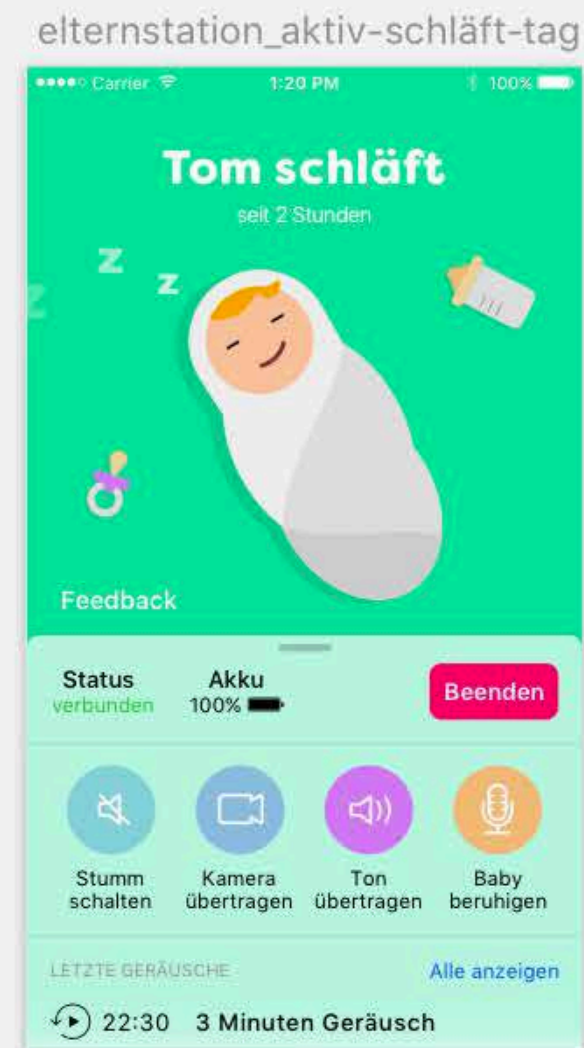 elternstation_aktiv-schläft-tag
Carrier 1:20 PM 100%
Tom schläft
seit 2 Stunden
z
z
z
Feedback
Status Akku
verbunden 100%
Beenden
Stumm schalten
Kamera übertragen
Ton übertragen
Baby beruhigen
LETZTE GERÄUSCHE Alle anzeigen
22:30 3 Minuten Geräusch